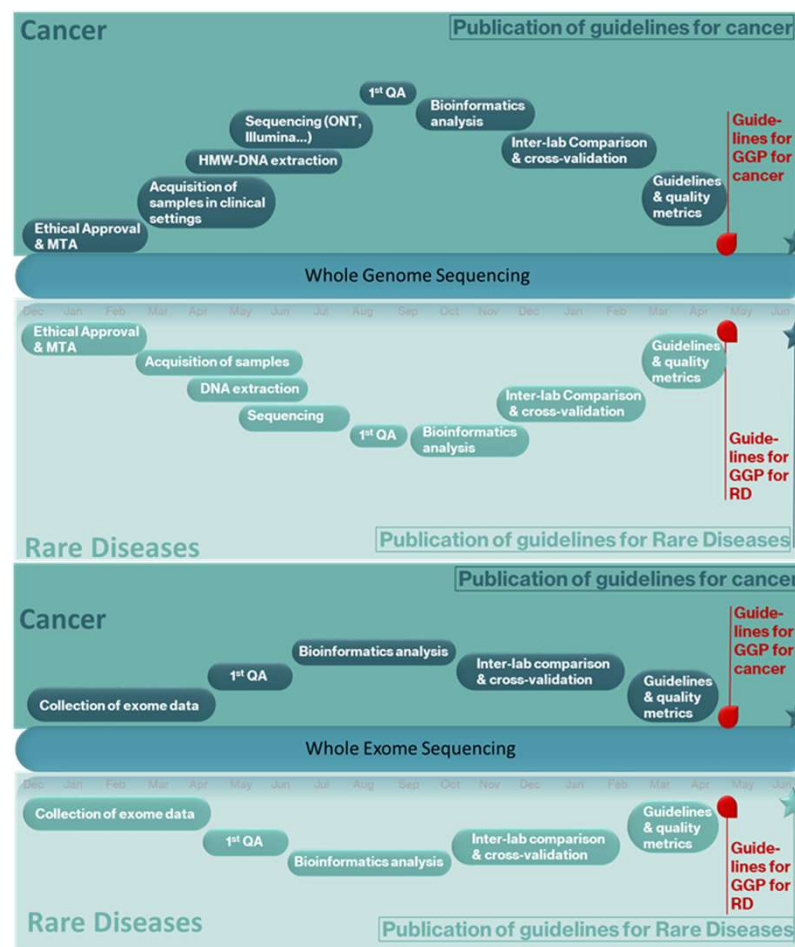 Cancer
Publication of guidelines for cancer
1st QA
Bioinformatics
analysis
Sequencing (ONT,
Illumina...)
HMW-DNA extraction
Inter-lab Comparison
& cross-validation
Acquisition of
samples in clinical
settings
Guidelines
& quality
metrics
Ethical Approval
& MTA
Guide-
lines for
GGP for
cancer
Whole Genome Sequencing
Dec Jan Feb Mar Apr May Jun Jul Aug Sep Oct Nov Dec Jan Feb Mar Apr May Jun
Ethical Approval
& MTA
Acquisition of samples
DNA extraction
Sequencing
1st QA
Bioinformatics
analysis
Inter-lab Comparison
& cross-validation
Guidelines
& quality
metrics
Guide-
lines for
GGP for
RD
Rare Diseases
Publication of guidelines for Rare Diseases
Publication of guidelines for cancer
Cancer
Collection of exome data
1st QA
Bioinformatics analysis
Inter-lab comparison
& cross-validation
Guidelines
& quality
metrics
Guide-
lines for
GGP for
cancer
Whole Exome Sequencing
Dec Jan Feb Mar Apr May Jun Jul Aug Sep Oct Nov Dec Jan Feb Mar Apr May Jun
Collection of exome data
1st QA
Bioinformatics analysis
Inter-lab comparison
& cross-validation
Guidelines
& quality
metrics
Guide-
lines for
GGP for
RD
Rare Diseases
Publication of guidelines for Rare Diseases